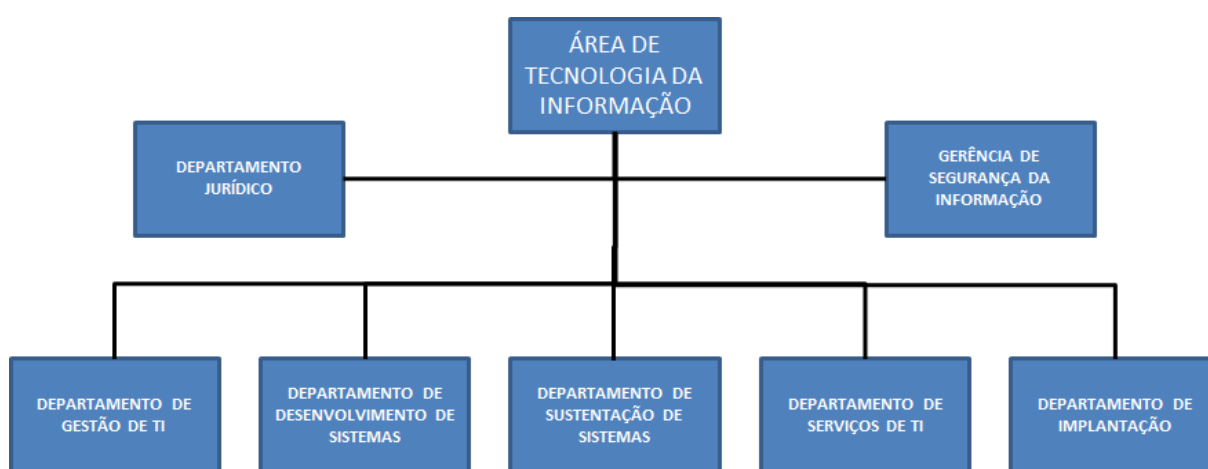 ÁREA DE
TECNOLOGIA DA
INFORMAÇÃO
DEPARTAMENTO
JURÍDICO
GERÊNCIA DE
SEGURANÇA DA
INFORMAÇÃO
DEPARTAMENTO DE
GESTÃO DE TI
DEPARTAMENTO DE
DESENVOLVIMENTO DE
SISTEMAS
DEPARTAMENTO DE
SUSTENTAÇÃO DE
SISTEMAS
DEPARTAMENTO DE
SERVIÇOS DE TI
DEPARTAMENTO DE
IMPLANTAÇÃO